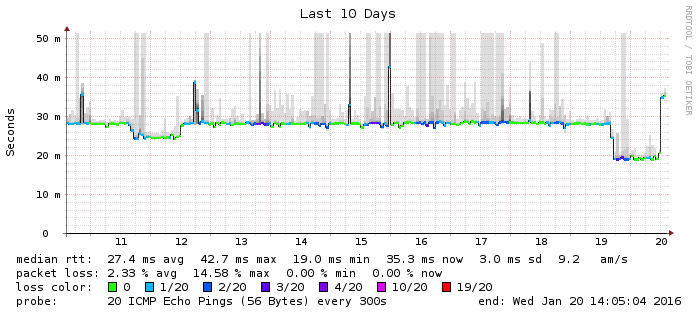 Last 10 Days
RRDTOOL / TOBI OETIKER
Seconds
50 m
40 m
30 m
20 m
10 m
0
11 12 13 14 15 16 17 18 19 20
median rtt: 27.4 ms avg 42.7 ms max 19.0 ms min 35.3 ms now 3.0 ms sd 9.2 am/s
packet loss: 2.33 % avg 14.58 % max 0.00 % min 0.00 % now
loss color: 0 1/20 2/20 3/20 4/20 10/20 19/20
probe: 20 ICMP Echo Pings (56 Bytes) every 300s end: Wed Jan 20 14:05:04 2016